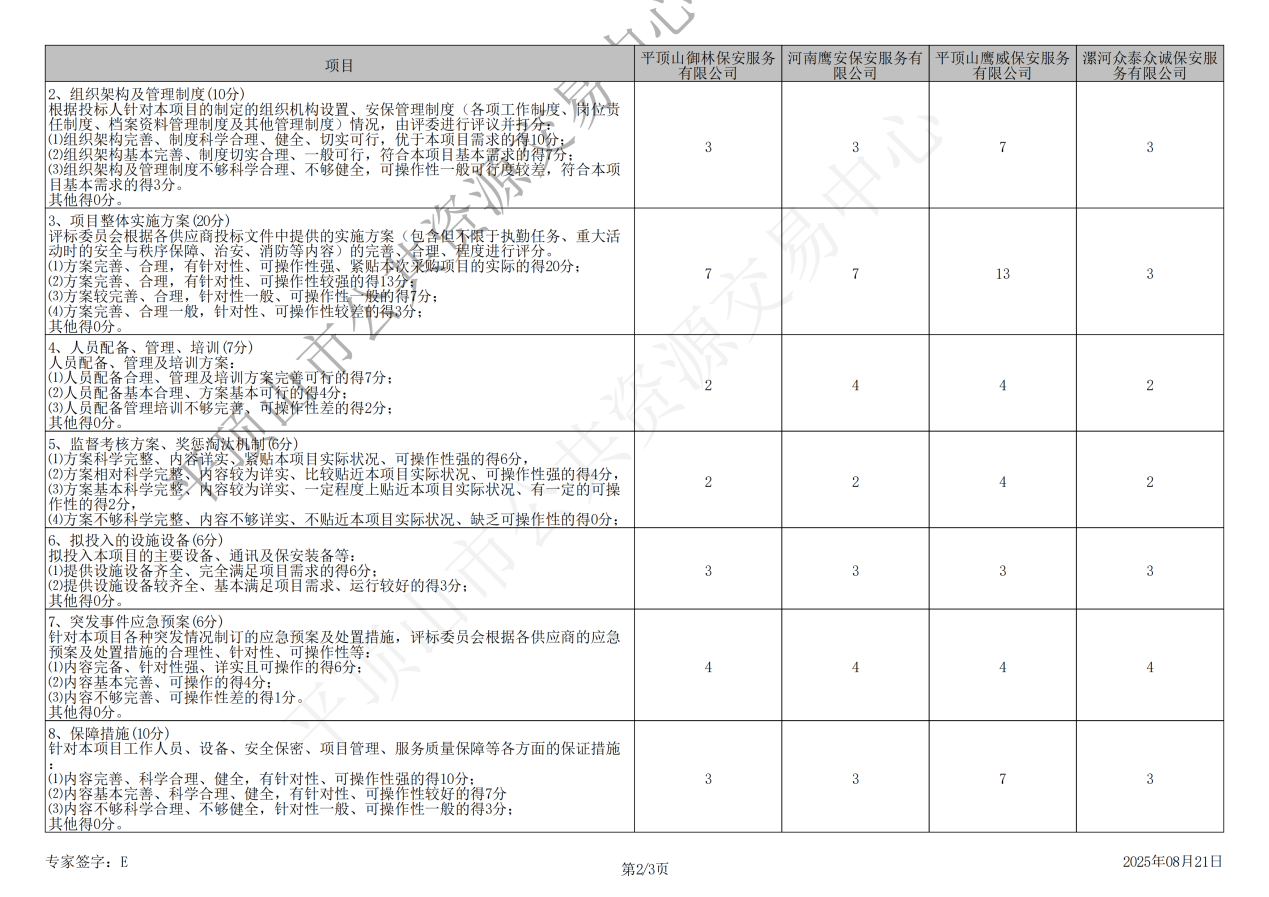 项目
平顶山御林保安服务
有限公司
河南鹰安保安服务有
限公司
平顶山鹰威保安服务
有限公司
漯河众泰众诚保安服
务有限公司
2、组织架构及管理制度(10分)
根据投标人针对本项目的制定的组织机构设置、安保管理制度（各项工作制度、岗位责
任制度、档案资料管理制度及其他管理制度）情况，由评委进行评议并打分：
(1)组织架构完善、制度科学合理、健全、切实可行，优于本项目需求的得10分；
(2)组织架构基本完善、制度切实合理、一般可行，符合本项目基本需求的得7分；
(3)组织架构及管理制度不够科学合理、不够健全，可操作性一般可行度较差，符合本项
目基本需求的得3分。
其他得0分。
3
3
7
3
3、项目整体实施方案(20分)
评标委员会根据各供应商投标文件中提供的实施方案（包含但不限于执勤任务、重大活
动时的安全与秩序保障、治安、消防等内容）的完善、合理、程度进行评分。
(1)方案完善、合理，有针对性、可操作性强、紧贴本次采购项目的实际的得20分；
(2)方案完善、合理，有针对性、可操作性较强的得13分；
(3)方案较完善、合理，针对性一般、可操作性一般的得7分；
(4)方案完善、合理一般，针对性、可操作性较差的得3分；
其他得0分。
7
7
13
3
4、人员配备、管理、培训(7分)
人员配备、管理及培训方案：
(1)人员配备合理、管理及培训方案完善可行的得7分；
(2)人员配备基本合理、方案基本可行的得4分；
(3)人员配备管理培训不够完善、可操作性差的得2分；
其他得0分。
2
4
4
2
5、监督考核方案、奖惩淘汰机制(6分)
(1)方案科学完整、内容详实、紧贴本项目实际状况、可操作性强的得6分，
(2)方案相对科学完整、内容较为详实、比较贴近本项目实际状况、可操作性强的得4分，
(3)方案基本科学完整、内容较为详实、一定程度上贴近本项目实际状况、有一定的可操
作性的得2分，
(4)方案不够科学完整、内容不够详实、不贴近本项目实际状况、缺乏可操作性的得0分；
2
2
4
2
6、拟投入的设施设备(6分)
拟投入本项目的主要设备、通讯及保安装备等：
(1)提供设施设备齐全、完全满足项目需求的得6分；
(2)提供设施设备较齐全、基本满足项目需求、运行较好的得3分；
其他得0分。
3
3
3
3
7、突发事件应急预案(6分)
针对本项目各种突发情况制订的应急预案及处置措施，评标委员会根据各供应商的应急
预案及处置措施的合理性、针对性、可操作性等：
(1)内容完备、针对性强、详实且可操作的得6分；
(2)内容基本完善、可操作的得4分；
(3)内容不够完善、可操作性差的得1分。
其他得0分。
4
4
4
4
8、保障措施(10分)
针对本项目工作人员、设备、安全保密、项目管理、服务质量保障等各方面的保证措施
：
(1)内容完善、科学合理、健全，有针对性、可操作性强的得10分；
(2)内容基本完善、科学合理、健全，有针对性、可操作性较好的得7分
(3)内容不够科学合理、不够健全，针对性一般、可操作性一般的得3分；
其他得0分。
3
3
7
3
专家签字：E
第2/3页
2025年08月21日
平顶山市公共资源交易中心
平顶山市公共资源交易中心